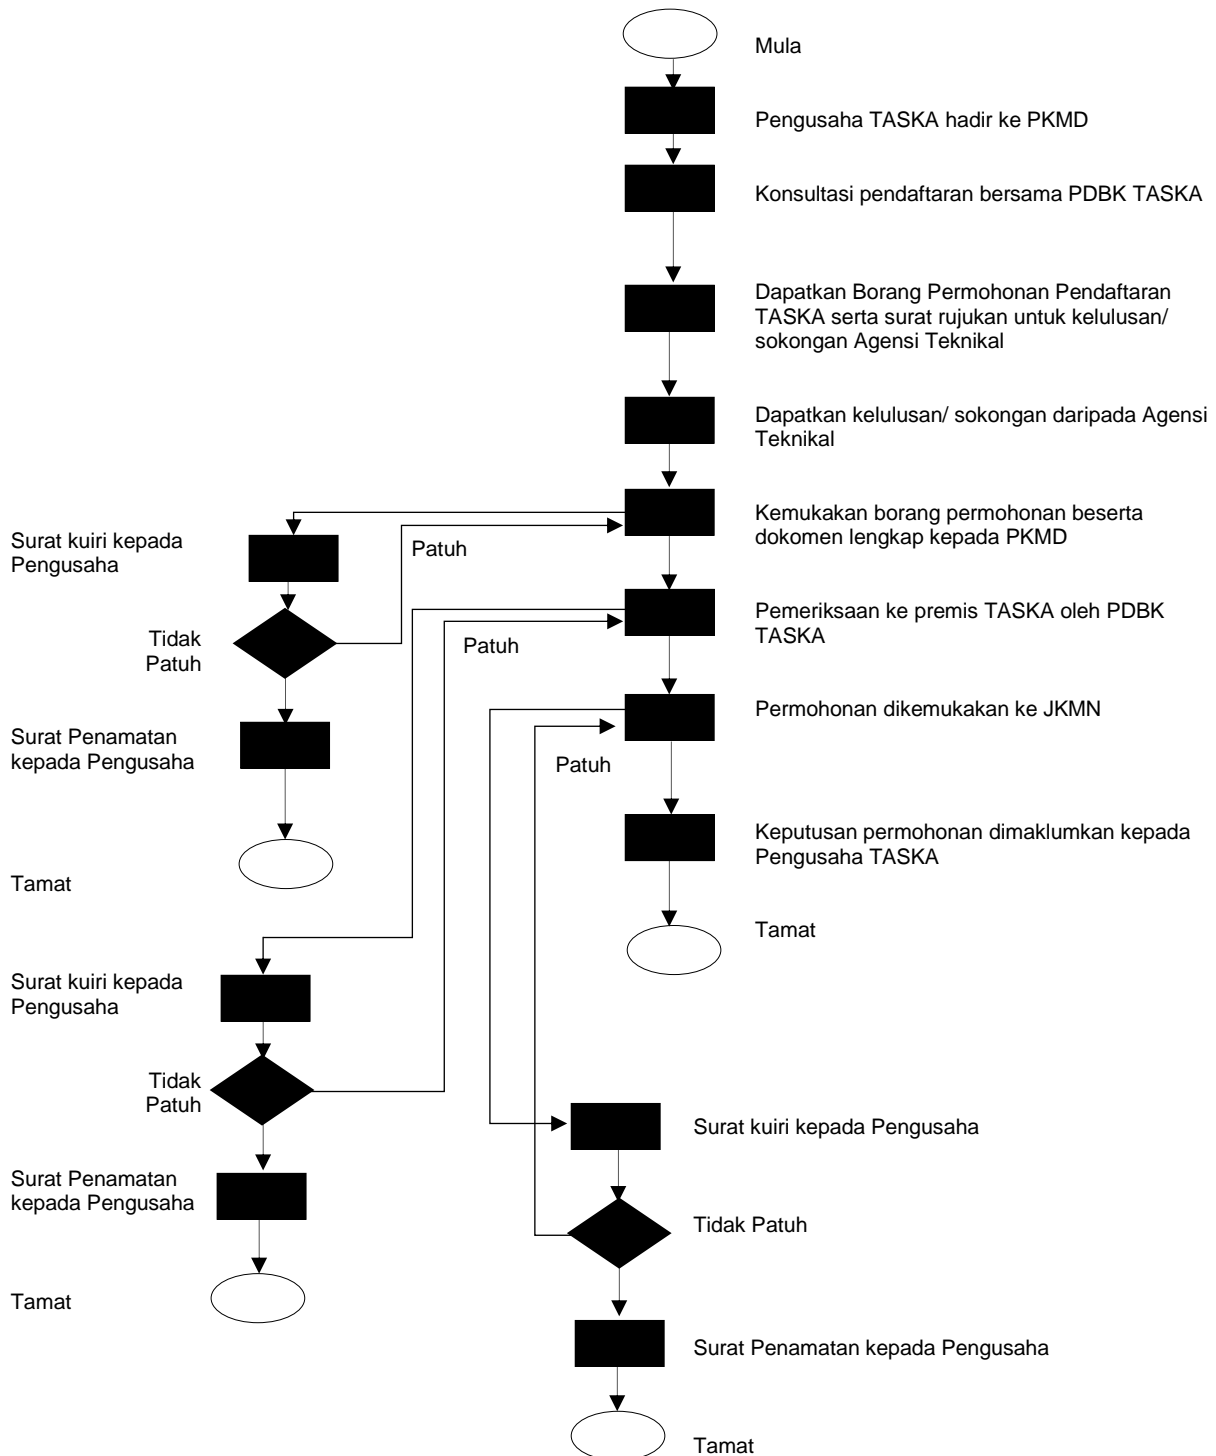 Mula
Pengusaha TASKA hadir ke PKMD
Konsultasi pendaftaran bersama PDBK TASKA
Dapatkan Borang Permohonan Pendaftaran
TASKA serta surat rujukan untuk kelulusan/
sokongan Agensi Teknikal
Dapatkan kelulusan/ sokongan daripada Agensi
Teknikal
Kemukakan borang permohonan beserta
dokomen lengkap kepada PKMD
Patuh
Surat kuiri kepada
Pengusaha
Tidak
Patuh
Surat Penamatan
kepada Pengusaha
Tamat
Pemeriksaan ke premis TASKA oleh PDBK
TASKA
Patuh
Permohonan dikemukakan ke JKMN
Patuh
Keputusan permohonan dimaklumkan kepada
Pengusaha TASKA
Tamat
Surat kuiri kepada
Pengusaha
Tidak
Patuh
Surat Penamatan
kepada Pengusaha
Tamat
Surat kuiri kepada Pengusaha
Tidak Patuh
Surat Penamatan kepada Pengusaha
Tamat